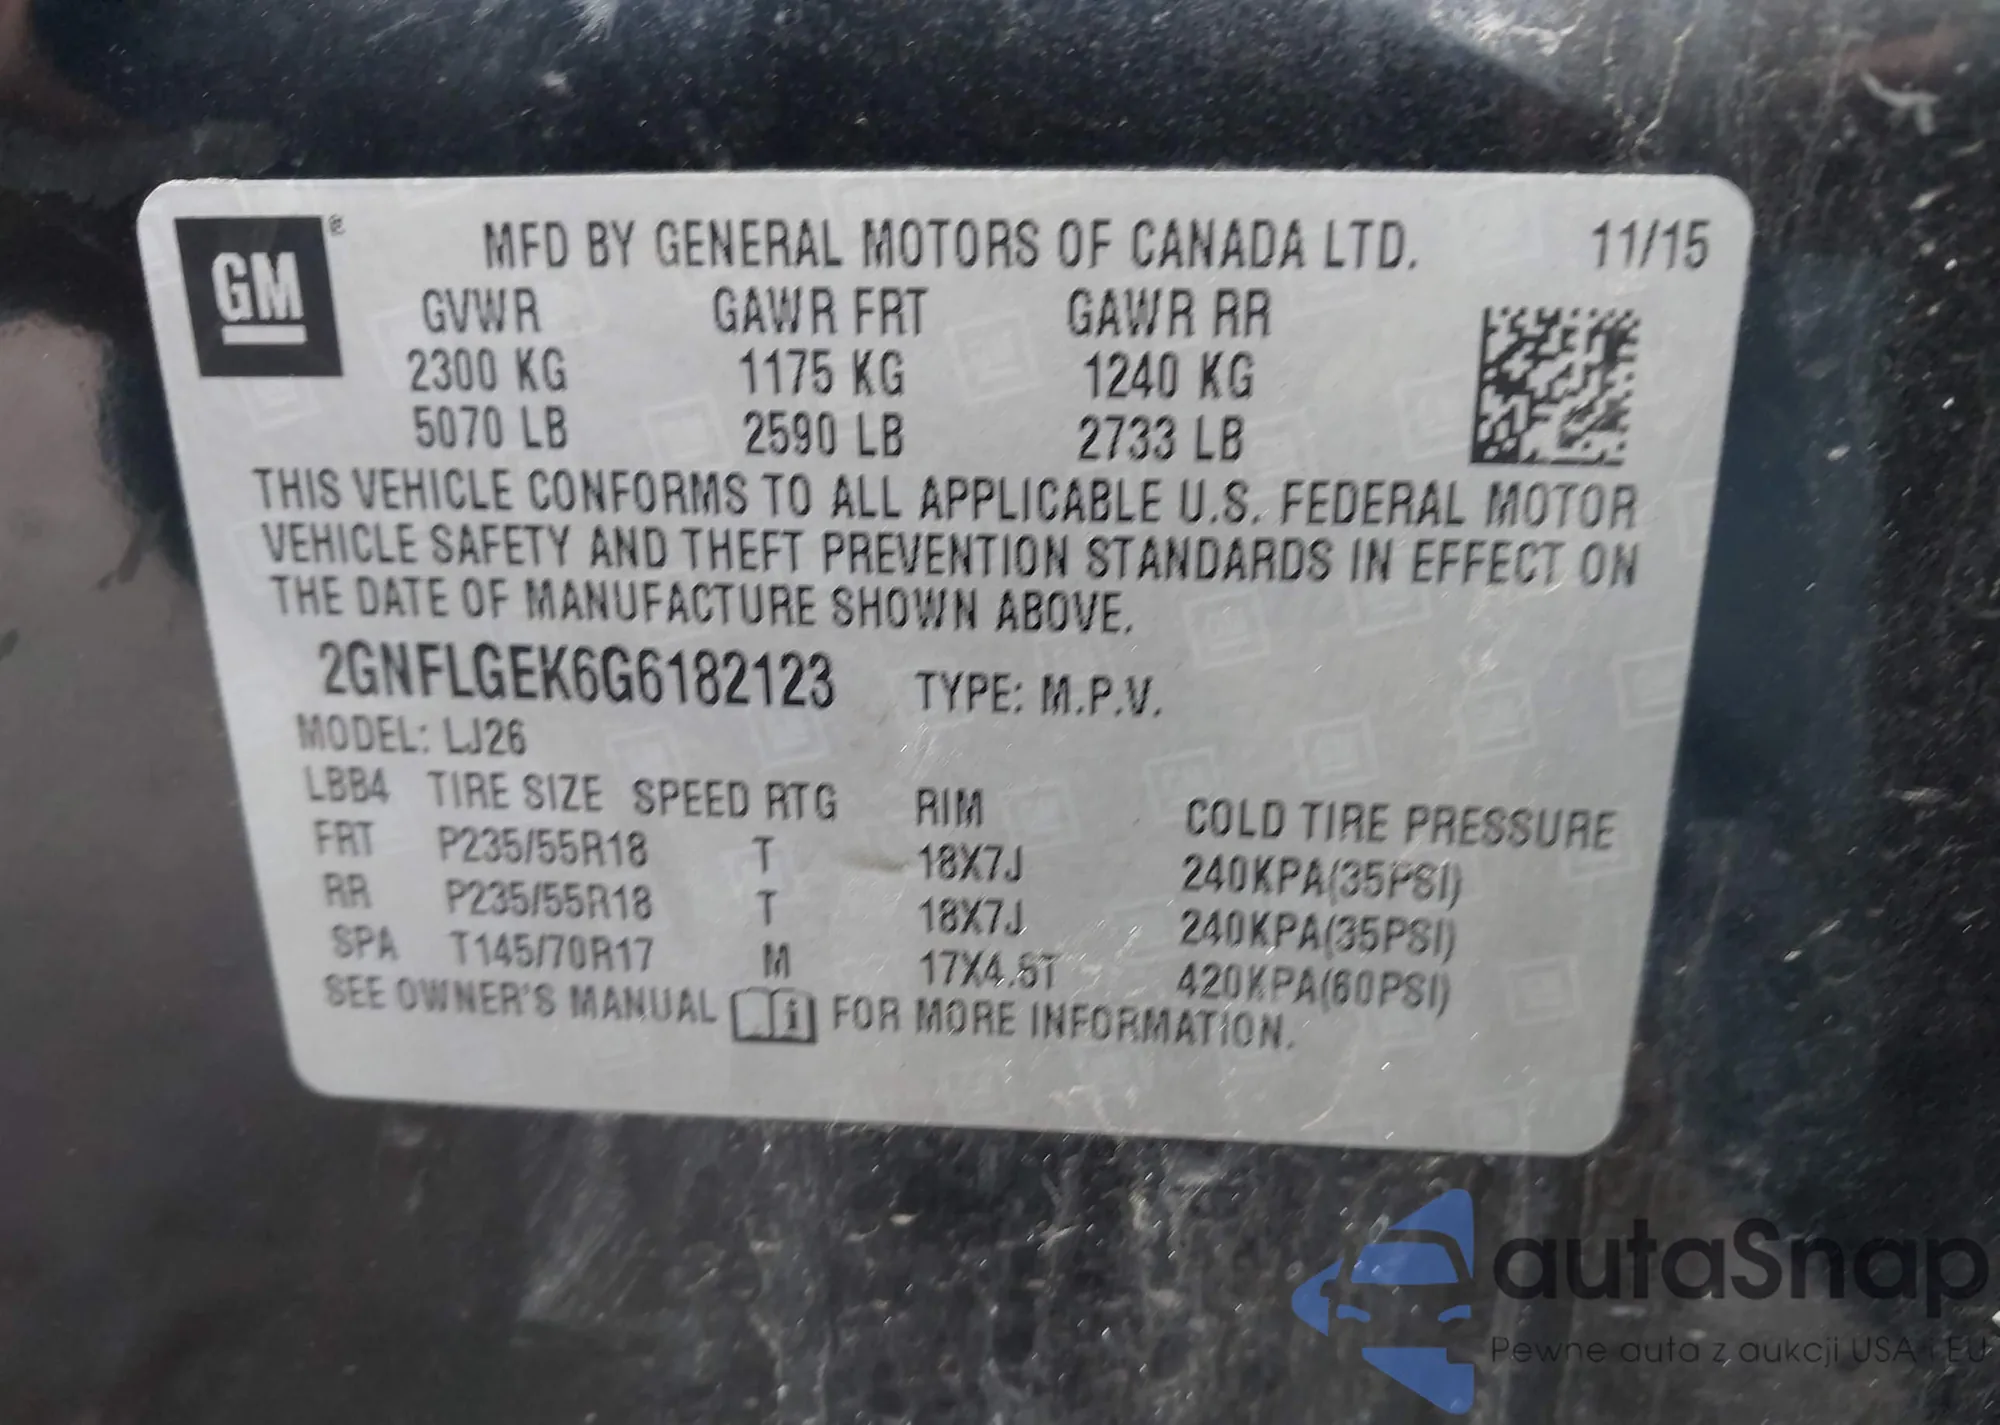 GM ®
MFD BY GENERAL MOTORS OF CANADA LTD. 11/15
GVWR GAWR FRT GAWR RR
2300 KG 1175 KG 1240 KG
5070 LB 2590 LB 2733 LB
THIS VEHICLE CONFORMS TO ALL APPLICABLE U.S. FEDERAL MOTOR
VEHICLE SAFETY AND THEFT PREVENTION STANDARDS IN EFFECT ON
THE DATE OF MANUFACTURE SHOWN ABOVE.
2GNFLGEK6G6182123 TYPE: M.P.V.
MODEL: LJ26
LBB4 TIRE SIZE SPEED RTG RIM COLD TIRE PRESSURE
FRT P235/55R18 T 18X7J 240KPA(35PSI)
RR P235/55R18 T 18X7J 240KPA(35PSI)
SPA T145/70R17 M 17X4.5T 420KPA(60PSI)
SEE OWNER'S MANUAL i FOR MORE INFORMATION.
autaSnap
Pewne auta z aukcji USA i EU